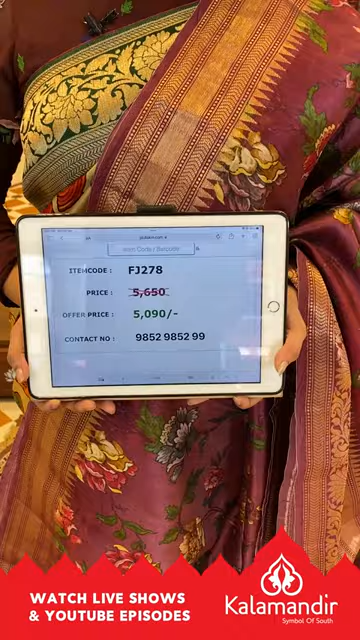 Item Code / Barcode
ITEMCODE : FJ278
PRICE : 5,650
OFFER PRICE : 5,090/-
CONTACT NO : 9852 9852 99
WATCH LIVE SHOWS
& YOUTUBE EPISODES
Kalamandir
Symbol Of South